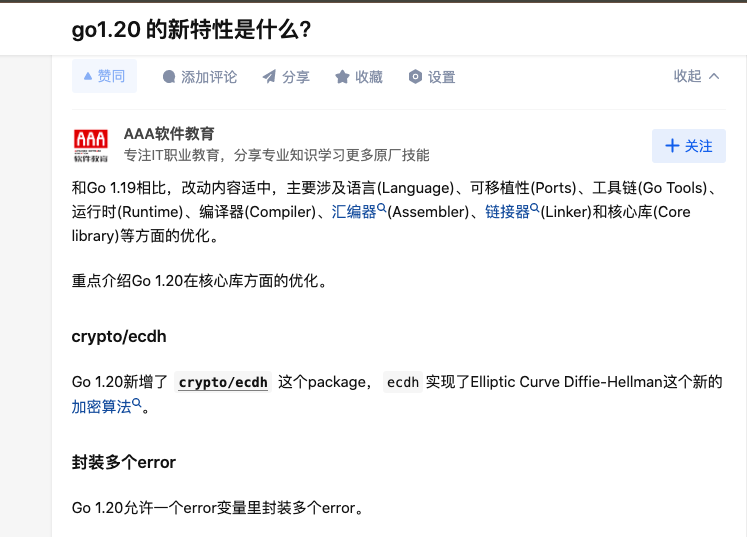 go1.20 的新特性是什么?
赞同
添加评论
分享
收藏
设置
收起
AAA
软件教育
AAA软件教育
专注IT职业教育，分享专业知识学习更多原厂技能
关注
和Go 1.19相比，改动内容适中，主要涉及语言(Language)、可移植性(Ports)、工具链(Go Tools)、
运行时(Runtime)、编译器(Compiler)、汇编器(Assembler)、链接器(Linker)和核心库(Core
library)等方面的优化。
重点介绍Go 1.20在核心库方面的优化。
crypto/ecdh
Go 1.20新增了 crypto/ecdh 这个package， ecdh 实现了Elliptic Curve Diffie-Hellman这个新的
加密算法。
封装多个error
Go 1.20允许一个error变量里封装多个error。